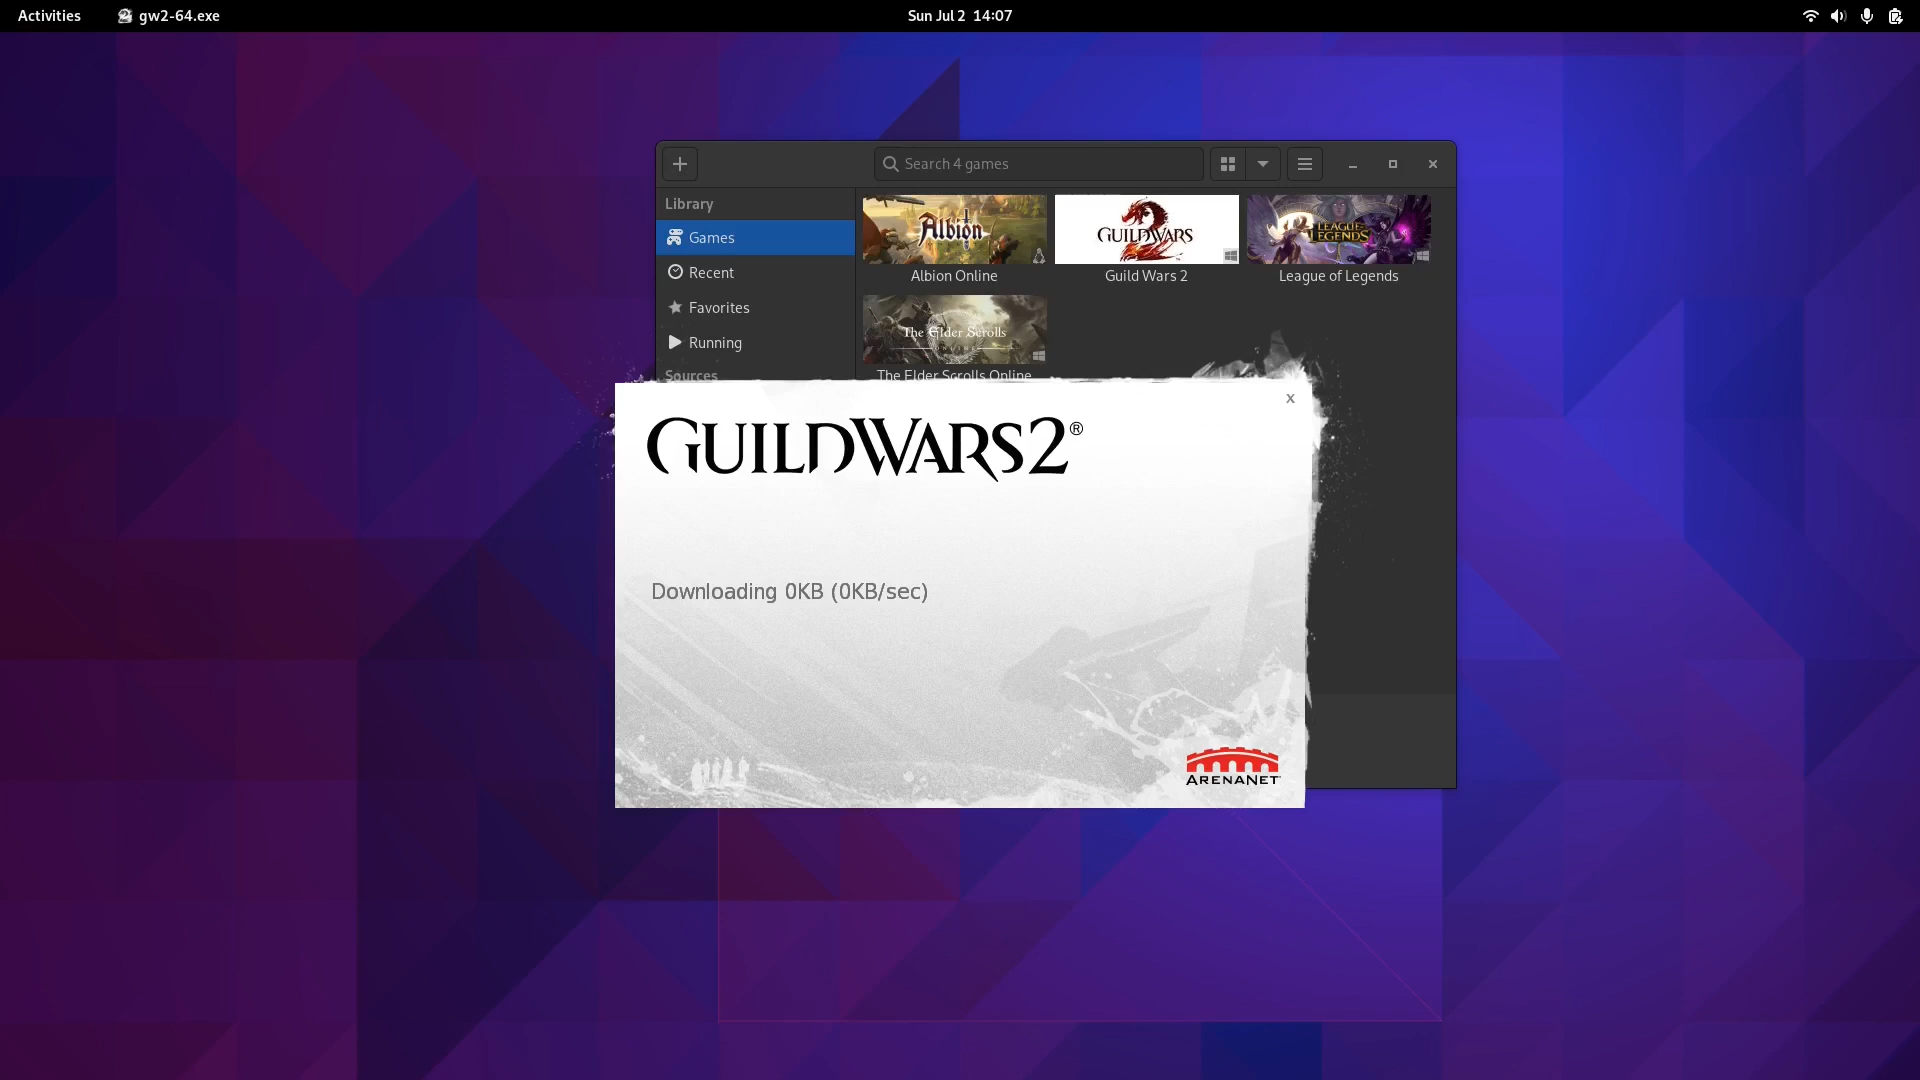 Activities
gw2-64.exe
Sun Jul 2 14:07
Search 4 games
Library
Games
Recent
Favorites
Running
Sources
Albion
Albion Online
GUILDWARS 2
Guild Wars 2
LEAGUE OF LEGENDS
League of Legends
The Elder Scrolls
ONLINE
The Elder Scrolls Online
x
GUILDWARS2®
Downloading 0KB (0KB/sec)
ARENANET